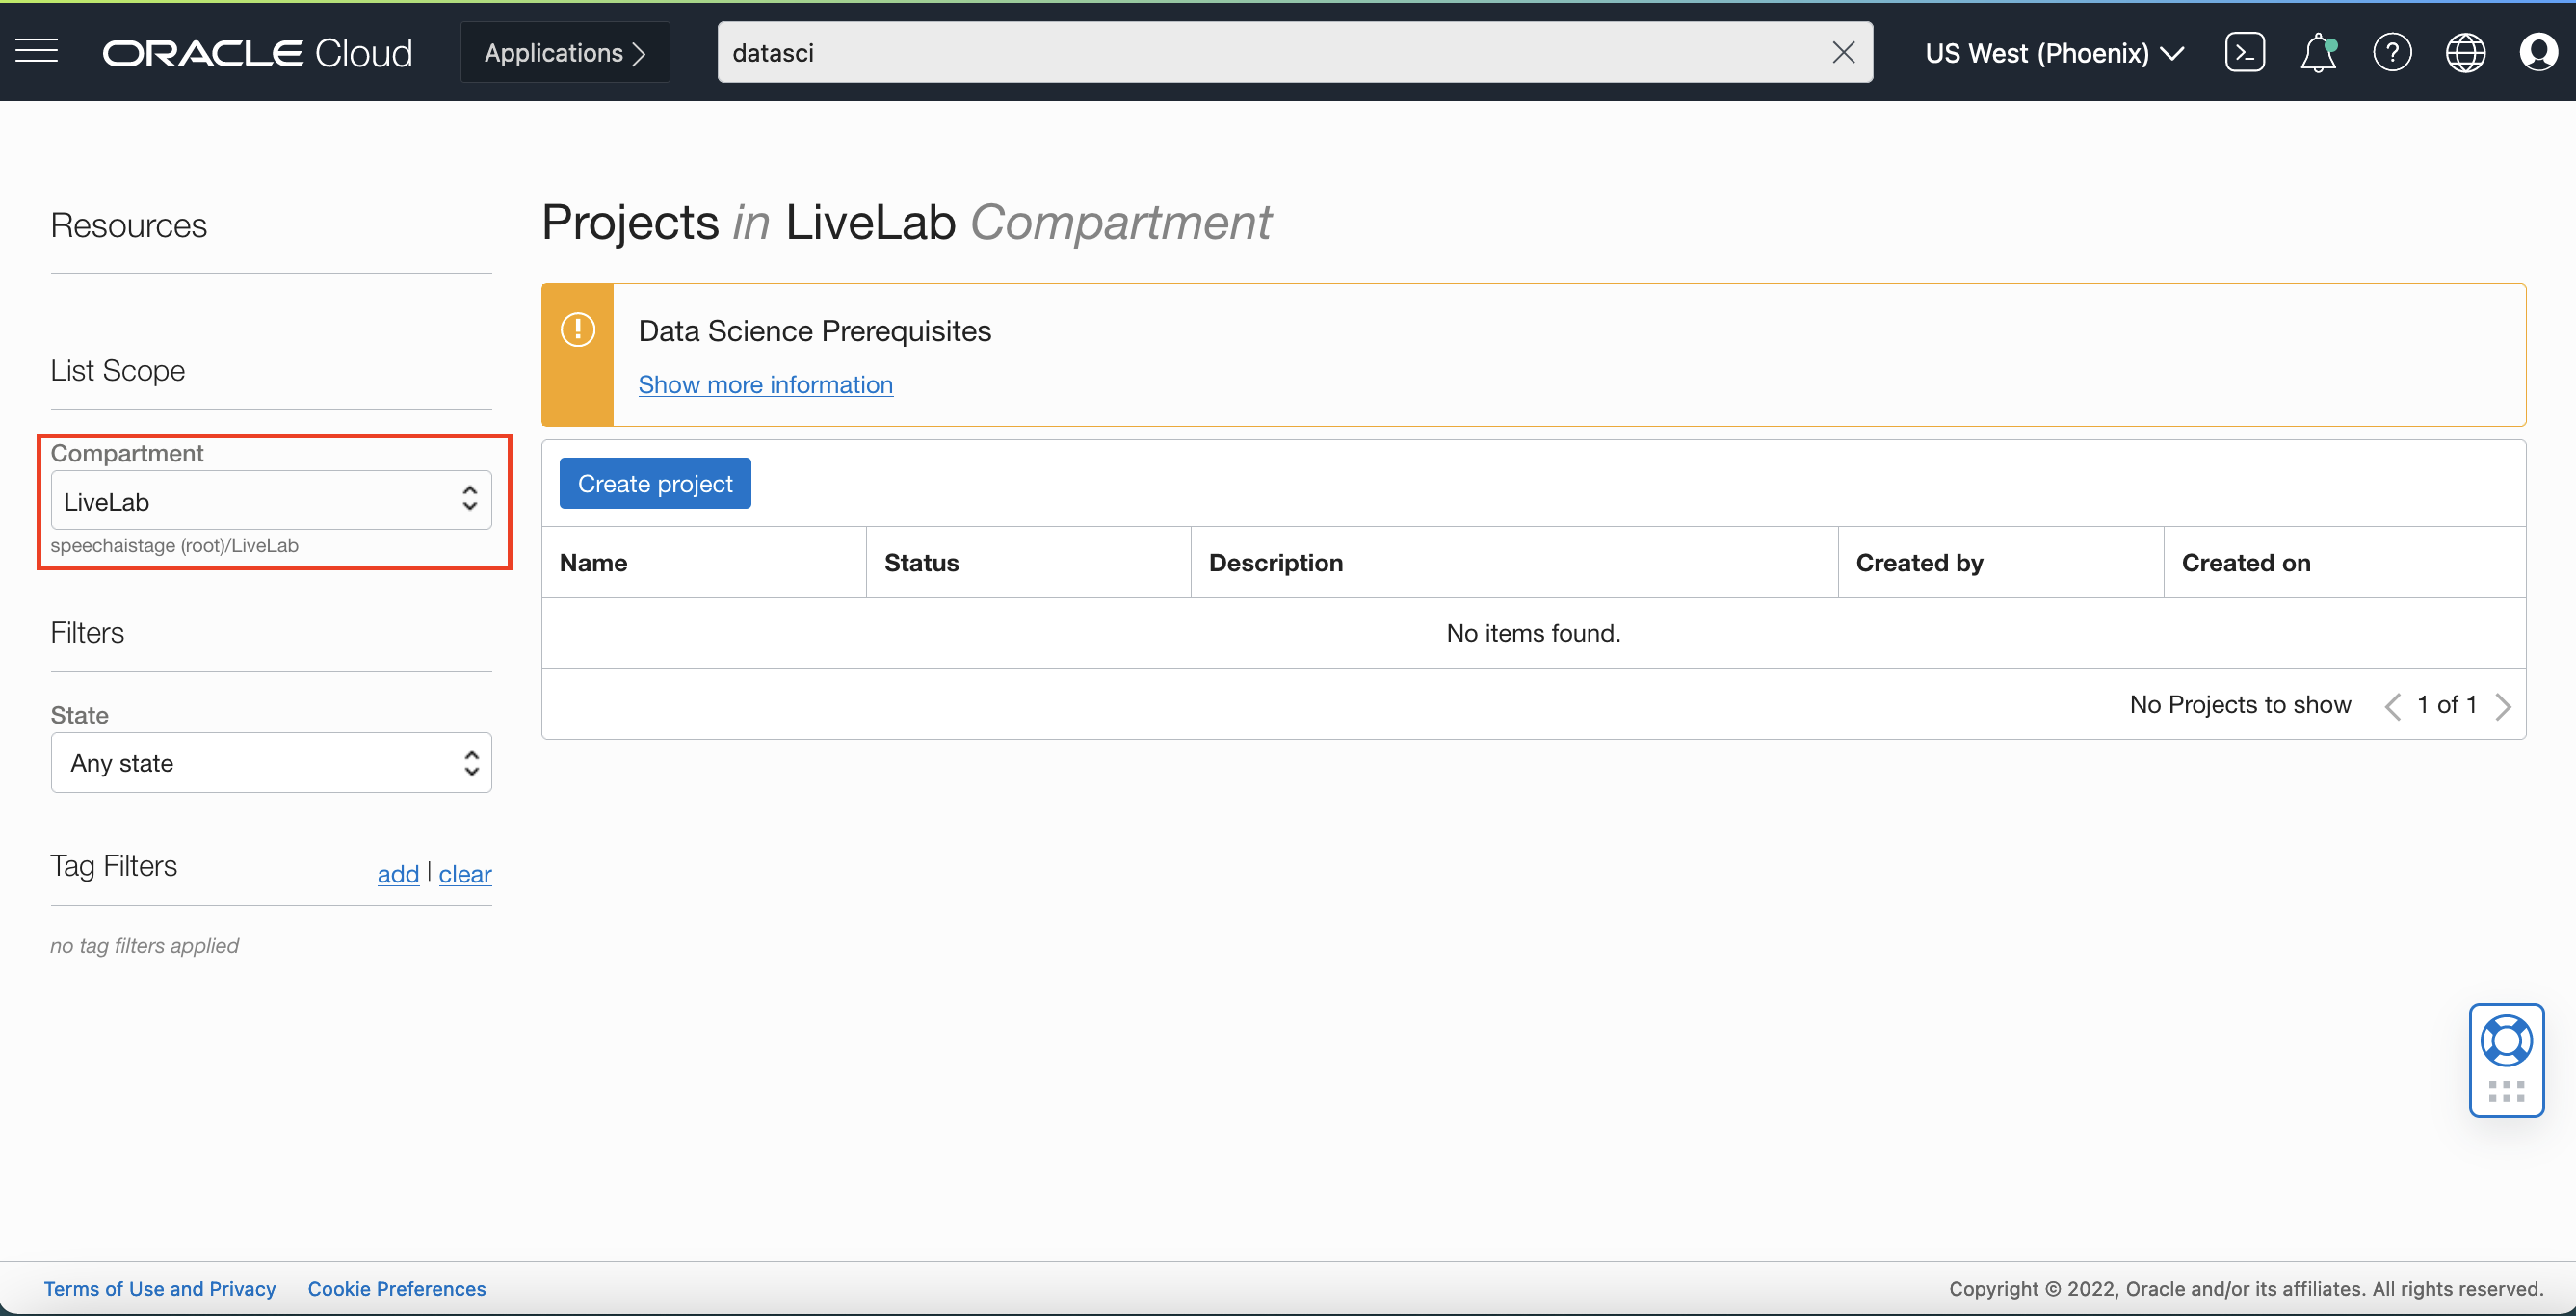 ORACLE Cloud
Applications
datasci
US West (Phoenix)
Resources
List Scope
Compartment
LiveLab
speechaistage (root)/LiveLab
Filters
State
Any state
Tag Filters
add | clear
no tag filters applied
Projects in LiveLab Compartment
Data Science Prerequisites
Show more information
Create project
Name Status Description Created by Created on
No items found.
No Projects to show 1 of 1
Terms of Use and Privacy Cookie Preferences
Copyright © 2022, Oracle and/or its affiliates. All rights reserved.